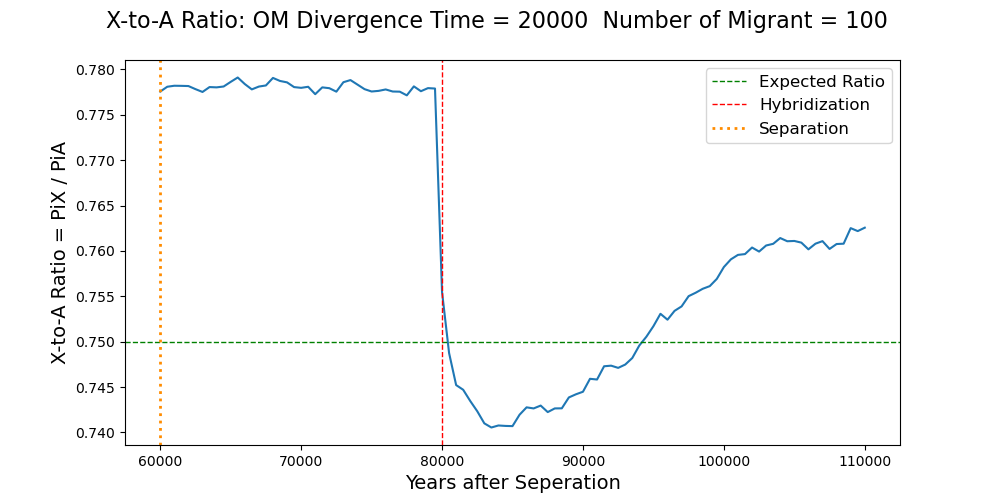 X-to-A Ratio: OM Divergence Time = 20000  Number of Migrant = 100
Expected Ratio
Hybridization
Separation
X-to-A Ratio = PiX / PiA
0.780
0.775
0.770
0.765
0.760
0.755
0.750
0.745
0.740
60000 70000 80000 90000 100000 110000
Years after Seperation